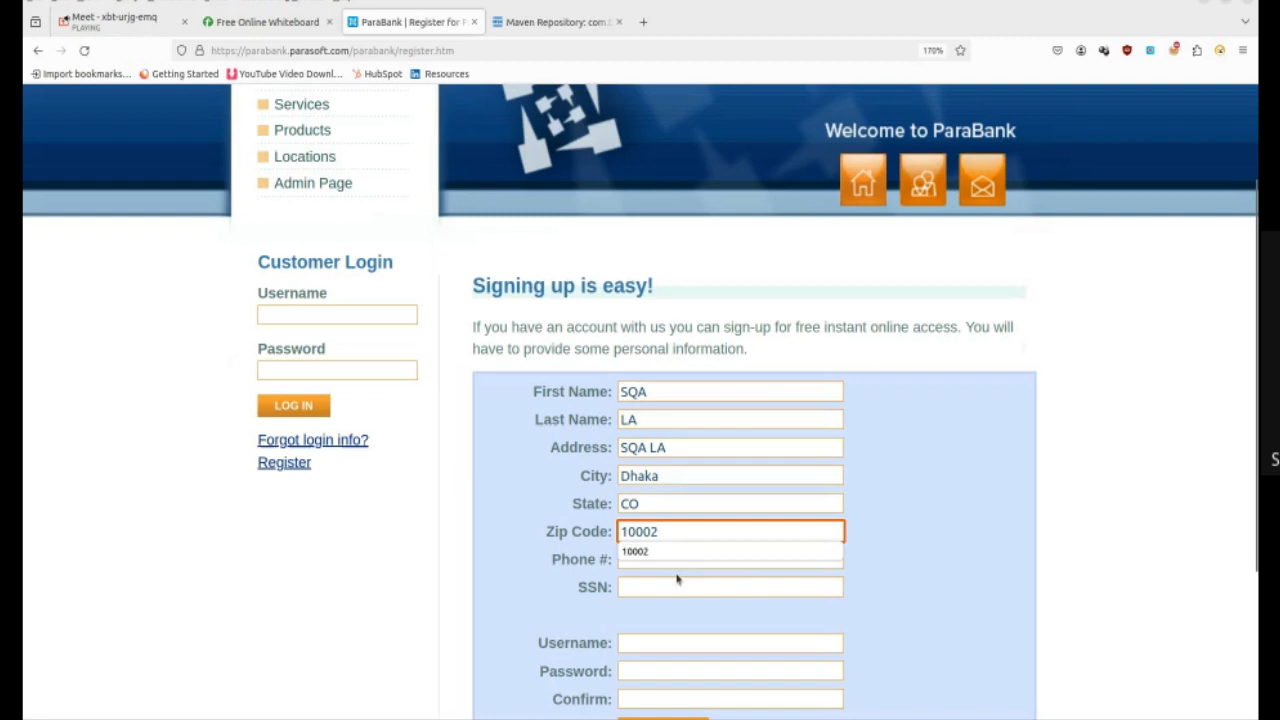 Meet - xbt-urjg-emq
PLAYING
Free Online Whiteboard
ParaBank | Register for F
Maven Repository: com.
https://parabank.parasoft.com/parabank/register.htm
170%
Import bookmarks...
Getting Started
YouTube Video Downl...
HubSpot
Resources
Services
Products
Locations
Admin Page
Welcome to ParaBank
Customer Login
Username
Password
LOG IN
Forgot login info?
Register
Signing up is easy!
If you have an account with us you can sign-up for free instant online access. You will
have to provide some personal information.
First Name: SQA
Last Name: LA
Address: SQA LA
City: Dhaka
State: CO
Zip Code: 10002
10002
Phone #:
SSN:
Username:
Password:
Confirm:
S